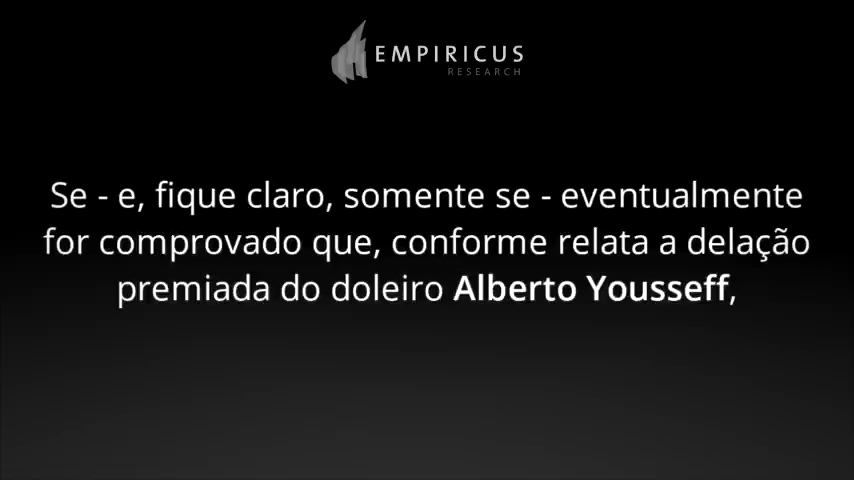 EMPIRICUS
RESEARCH
Se - e, fique claro, somente se - eventualmente
for comprovado que, conforme relata a delação
premiada do doleiro Alberto Yousseff,